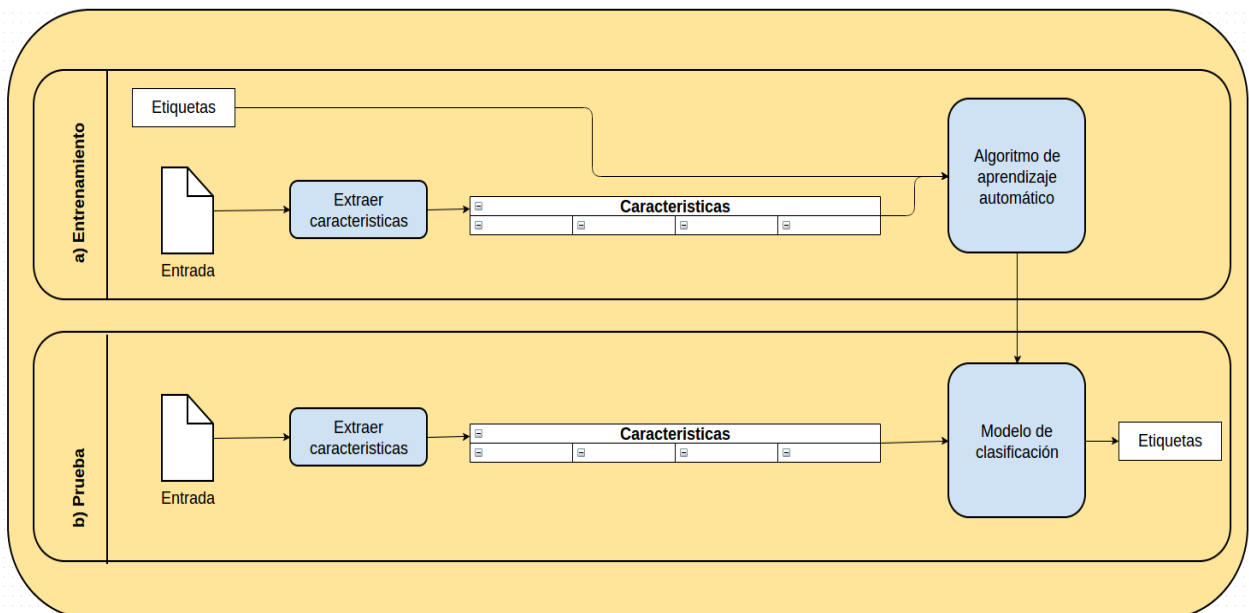 a) Entrenamiento
Etiquetas
Entrada
Extraer
caracteristicas
Caracteristicas
Algoritmo de
aprendizaje
automático
b) Prueba
Entrada
Extraer
caracteristicas
Caracteristicas
Modelo de
clasificación
Etiquetas